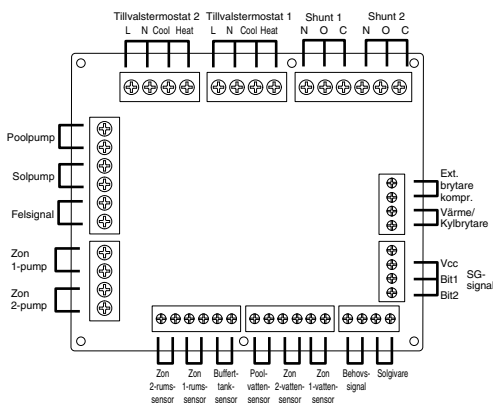 Tillvalstermostat 2 Tillvalstermostat 1 Shunt 1 Shunt 2
L N Cool Heat L N Cool Heat N O C N O C
Poolpump
Solpump
Felsignal
Zon
1-pump
Zon
2-pump
Ext.
brytare
kompr.
Värme/
Kylbrytare
Vcc
Bit1
Bit2
SG-
signal
Zon
2-rums-
sensor
Zon
1-rums-
sensor
Buffert-
tank-
sensor
Pool-
vatten-
sensor
Zon
2-vatten-
sensor
Zon
1-vatten-
sensor
Behovs-
signal
Solgivare